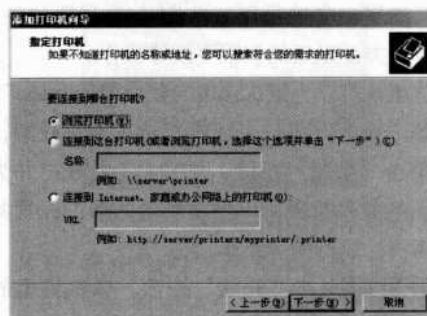 添加打印机向导
指定打印机
如果不知道打印机的名称或地址，您可以搜索符合您的需求的打印机。
要连接到哪台打印机?
浏览打印机(W)
连接到这台打印机(或者浏览打印机，选择这个选项并单击“下一步”)(C)
名称:
例如: \\server\printer
连接到 Internet、家庭或办公网络上的打印机(O):
URL:
例如: http://server/printers/myprinter/.printer
< 上一步(B) 下一步(N) > 取消